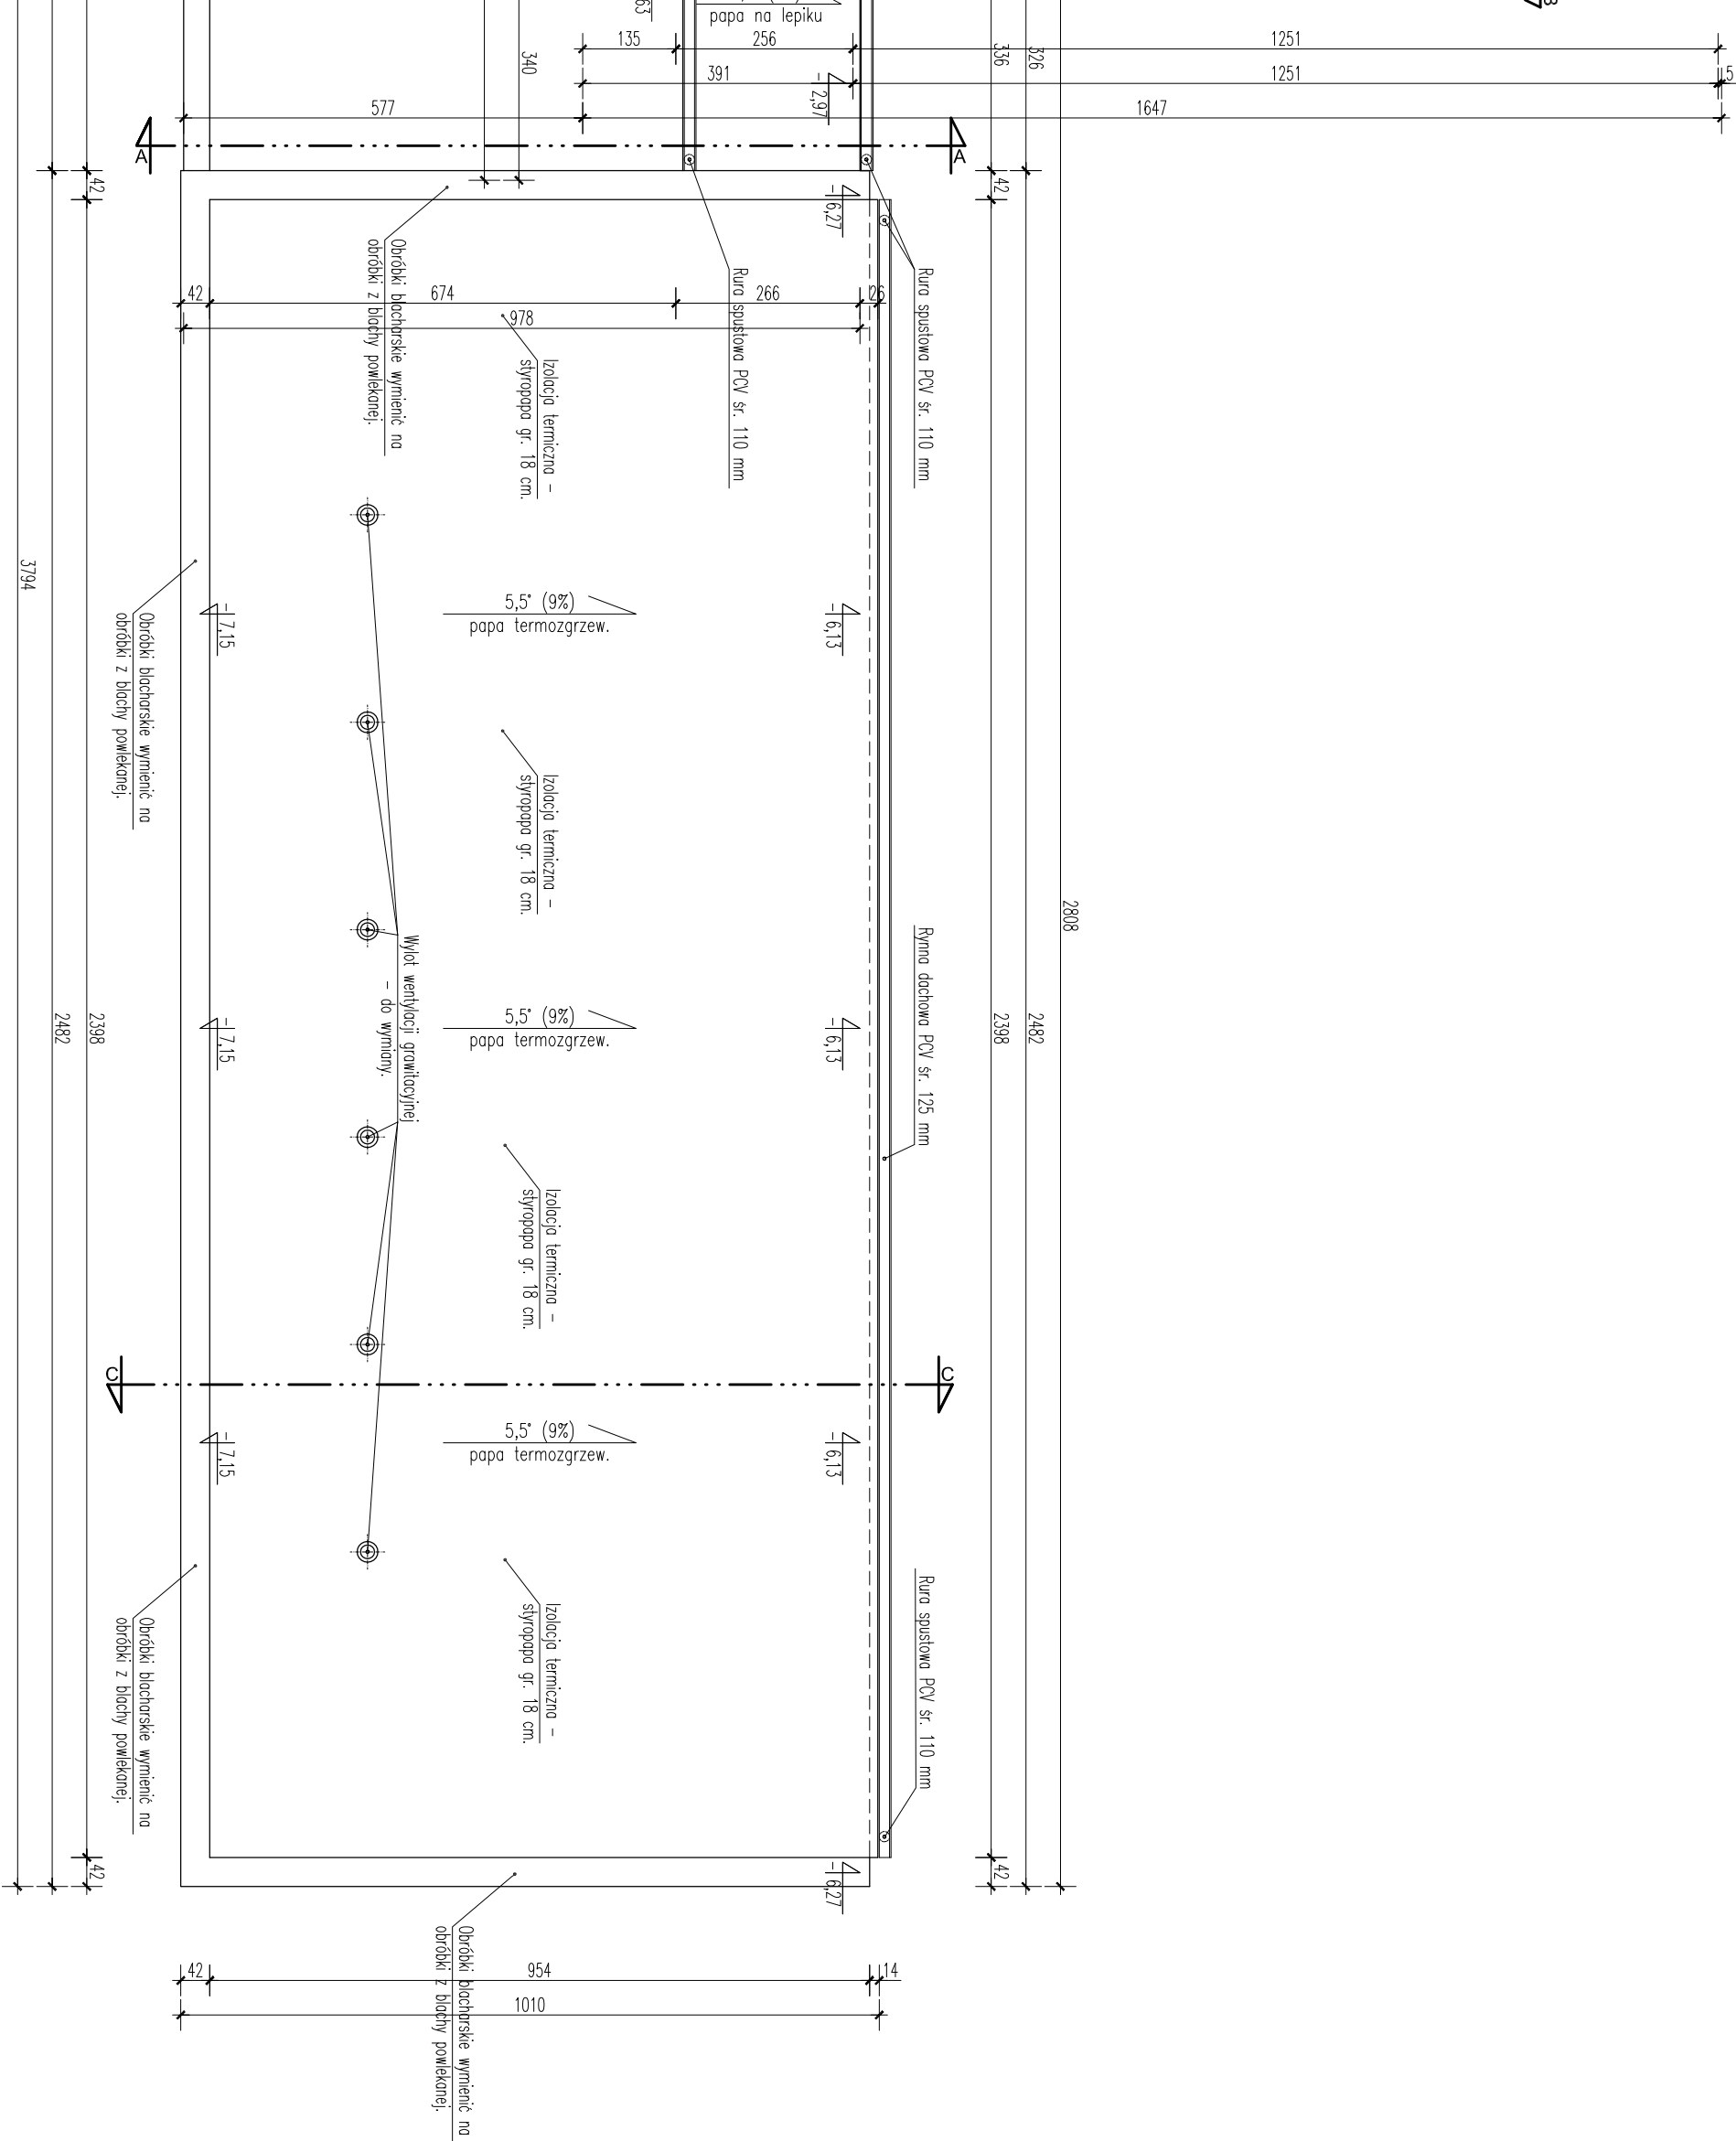 63
papa na lepiku
B
135
256
1251
340
336
326
391
1251
5
- 2,97
577
1647
A
A
42
42
- 6,27
Obróbki blacharskie wymienić na
obróbki z blachy powlekanej.
Rura spustowa PCV śr. 110 mm
Rura spustowa PCV śr. 110 mm
42
674
266
26
978
Izolacja termiczna -
styropapa gr. 18 cm.
3794
Obróbki blacharskie wymienić na
obróbki z blachy powlekanej.
- 7,15
5,5° (9%)
papa termozgrzew.
- 6,13
Izolacja termiczna -
styropapa gr. 18 cm.
2808
Rynna dachowa PCV śr. 125 mm
Wylot wentylacji grawitacyjnej
- do wymiany.
2482
2398
- 7,15
5,5° (9%)
papa termozgrzew.
- 6,13
2398
2482
Izolacja termiczna -
styropapa gr. 18 cm.
C
C
- 7,15
5,5° (9%)
papa termozgrzew.
- 6,13
Izolacja termiczna -
styropapa gr. 18 cm.
Rura spustowa PCV śr. 110 mm
Obróbki blacharskie wymienić na
obróbki z blachy powlekanej.
42
- 6,27
42
Obróbki blacharskie wymienić na
obróbki z blachy powlekanej.
42
954
14
1010